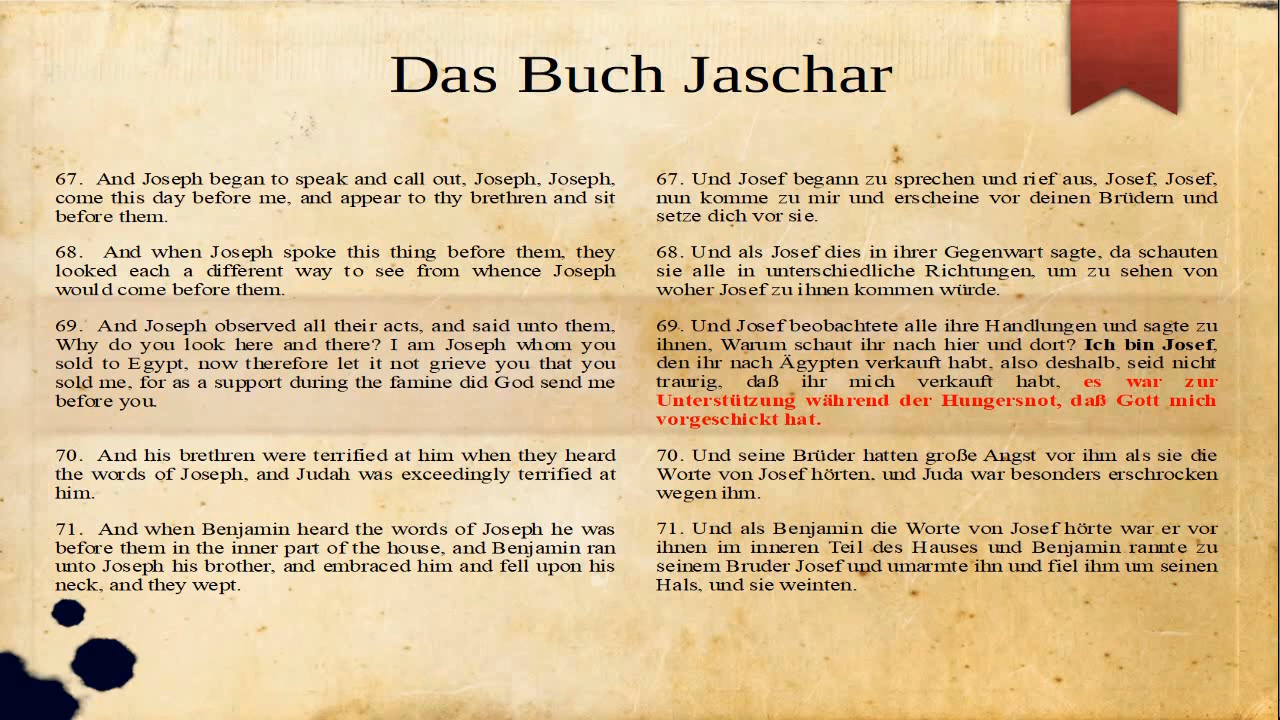 Das Buch Jaschar
67. And Joseph began to speak and call out, Joseph, Joseph,
come this day before me, and appear to thy brethren and sit
before them.
68. And when Joseph spoke this thing before them, they
looked each a different way to see from whence Joseph
would come before them.
69. And Joseph observed all their acts, and said unto them,
Why do you look here and there? I am Joseph whom you
sold to Egypt, now therefore let it not grieve you that you
sold me, for as a support during the famine did God send me
before you.
70. And his brethren were terrified at him when they heard
the words of Joseph, and Judah was exceedingly terrified at
him.
71. And when Benjamin heard the words of Joseph he was
before them in the inner part of the house, and Benjamin ran
unto Joseph his brother, and embraced him and fell upon his
neck, and they wept.
67. Und Josef begann zu sprechen und rief aus, Josef, Josef,
nun komme zu mir und erscheine vor deinen Brüdern und
setze dich vor sie.
68. Und als Josef dies in ihrer Gegenwart sagte, da schauten
sie alle in unterschiedliche Richtungen, um zu sehen von
woher Josef zu ihnen kommen würde.
69. Und Josef beobachtete alle ihre Handlungen und sagte zu
ihnen, Warum schaut ihr nach hier und dort? Ich bin Josef,
den ihr nach Ägypten verkauft habt, also deshalb, seid nicht
traurig, daß ihr mich verkauft habt, es war zur
Unterstützung während der Hungersnot, daß Gott mich
vorgeschickt hat.
70. Und seine Brüder hatten große Angst vor ihm als sie die
Worte von Josef hörten, und Juda war besonders erschrocken
wegen ihm.
71. Und als Benjamin die Worte von Josef hörte war er vor
ihnen im inneren Teil des Hauses und Benjamin rannte zu
seinem Bruder Josef und umarmte ihn und fiel ihm um seinen
Hals, und sie weinten.